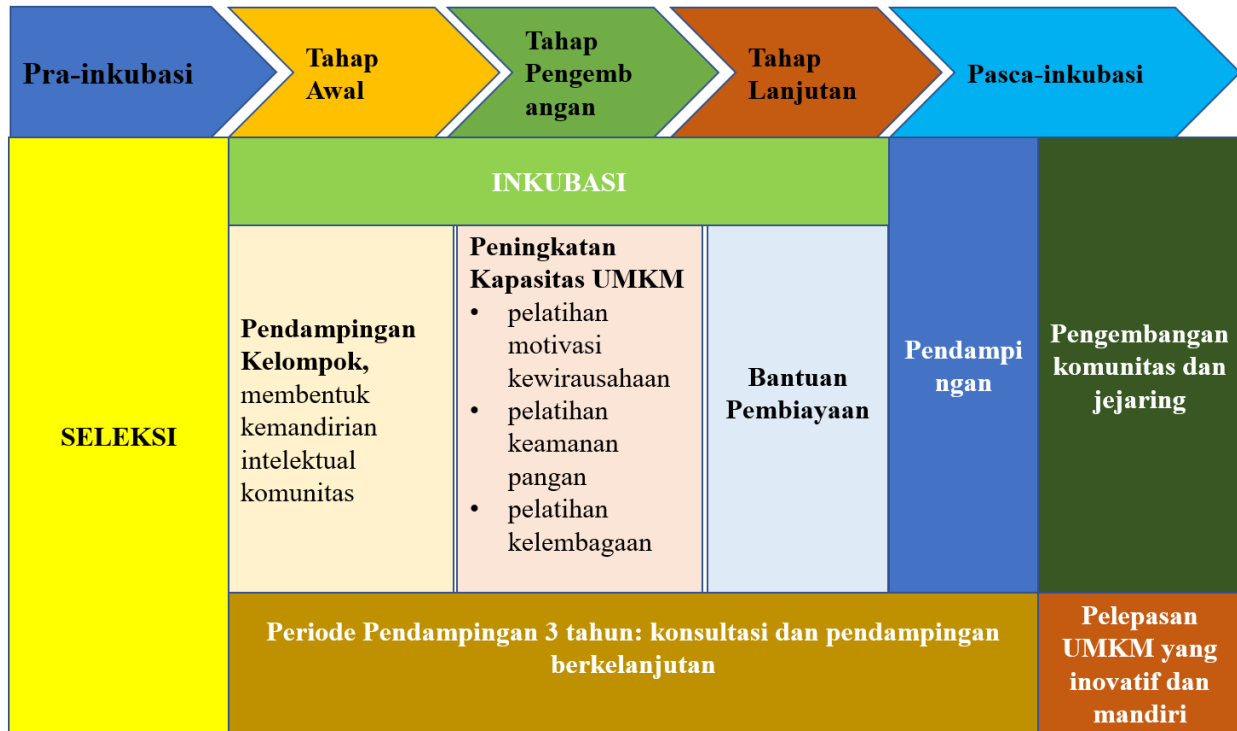 Pra-inkubasi
Tahap
Awal
Tahap
Pengemb
angan
Tahap
Lanjutan
Pasca-inkubasi
INKUBASI
SELEKSI
Pendampingan
Kelompok,
membentuk
kemandirian
intelektual
komunitas
Peningkatan
Kapasitas UMKM
• pelatihan
motivasi
kewirausahaan
• pelatihan
keamanan
pangan
• pelatihan
kelembagaan
Bantuan
Pembiayaan
Pendampi
ngan
Pengembangan
komunitas dan
jejaring
Periode Pendampingan 3 tahun: konsultasi dan pendampingan
berkelanjutan
Pelepasan
UMKM yang
inovatif dan
mandiri